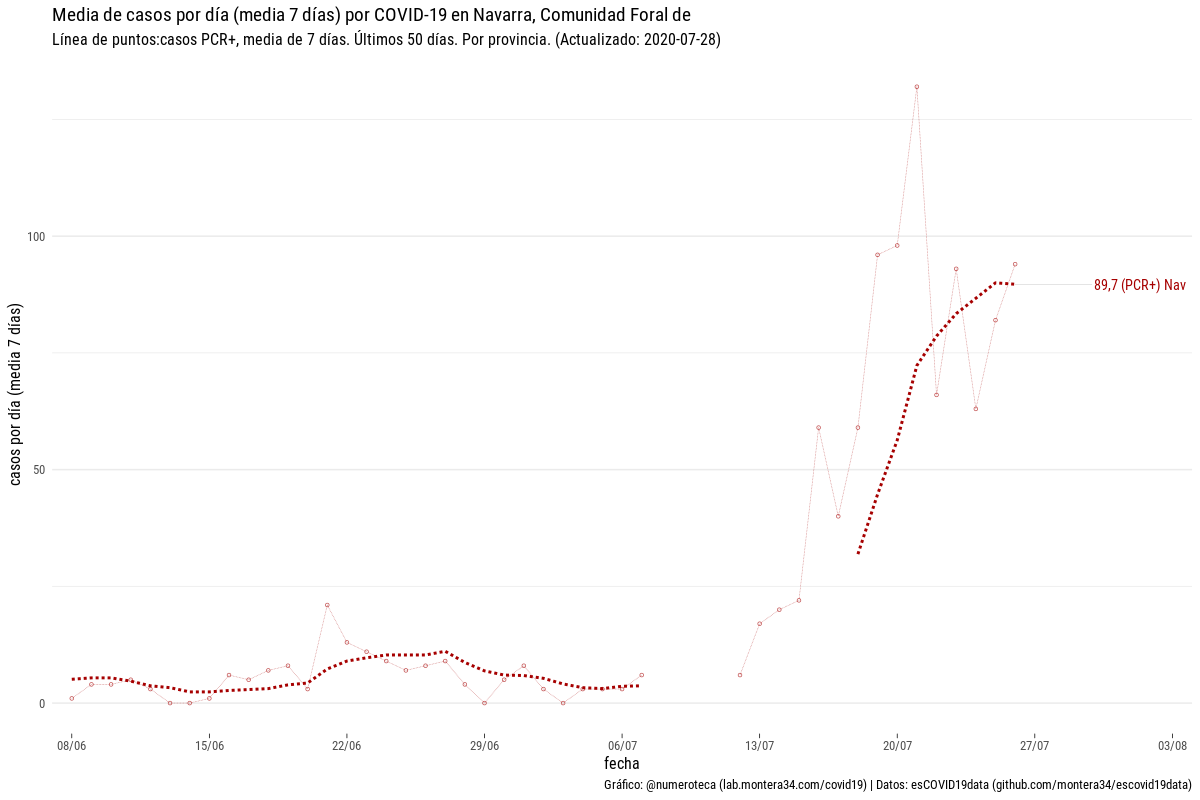 Media de casos por día (media 7 días) por COVID-19 en Navarra, Comunidad Foral de
Línea de puntos:casos PCR+, media de 7 días. Últimos 50 días. Por provincia. (Actualizado: 2020-07-28)
casos por día (media 7 días)
100
50
0
89,7 (PCR+) Nav
08/06
15/06
22/06
29/06
06/07
13/07
20/07
27/07
03/08
fecha
Gráfico: @numeroteca (lab.montera34.com/covid19) | Datos: esCOVID19data (github.com/montera34/escovid19data)